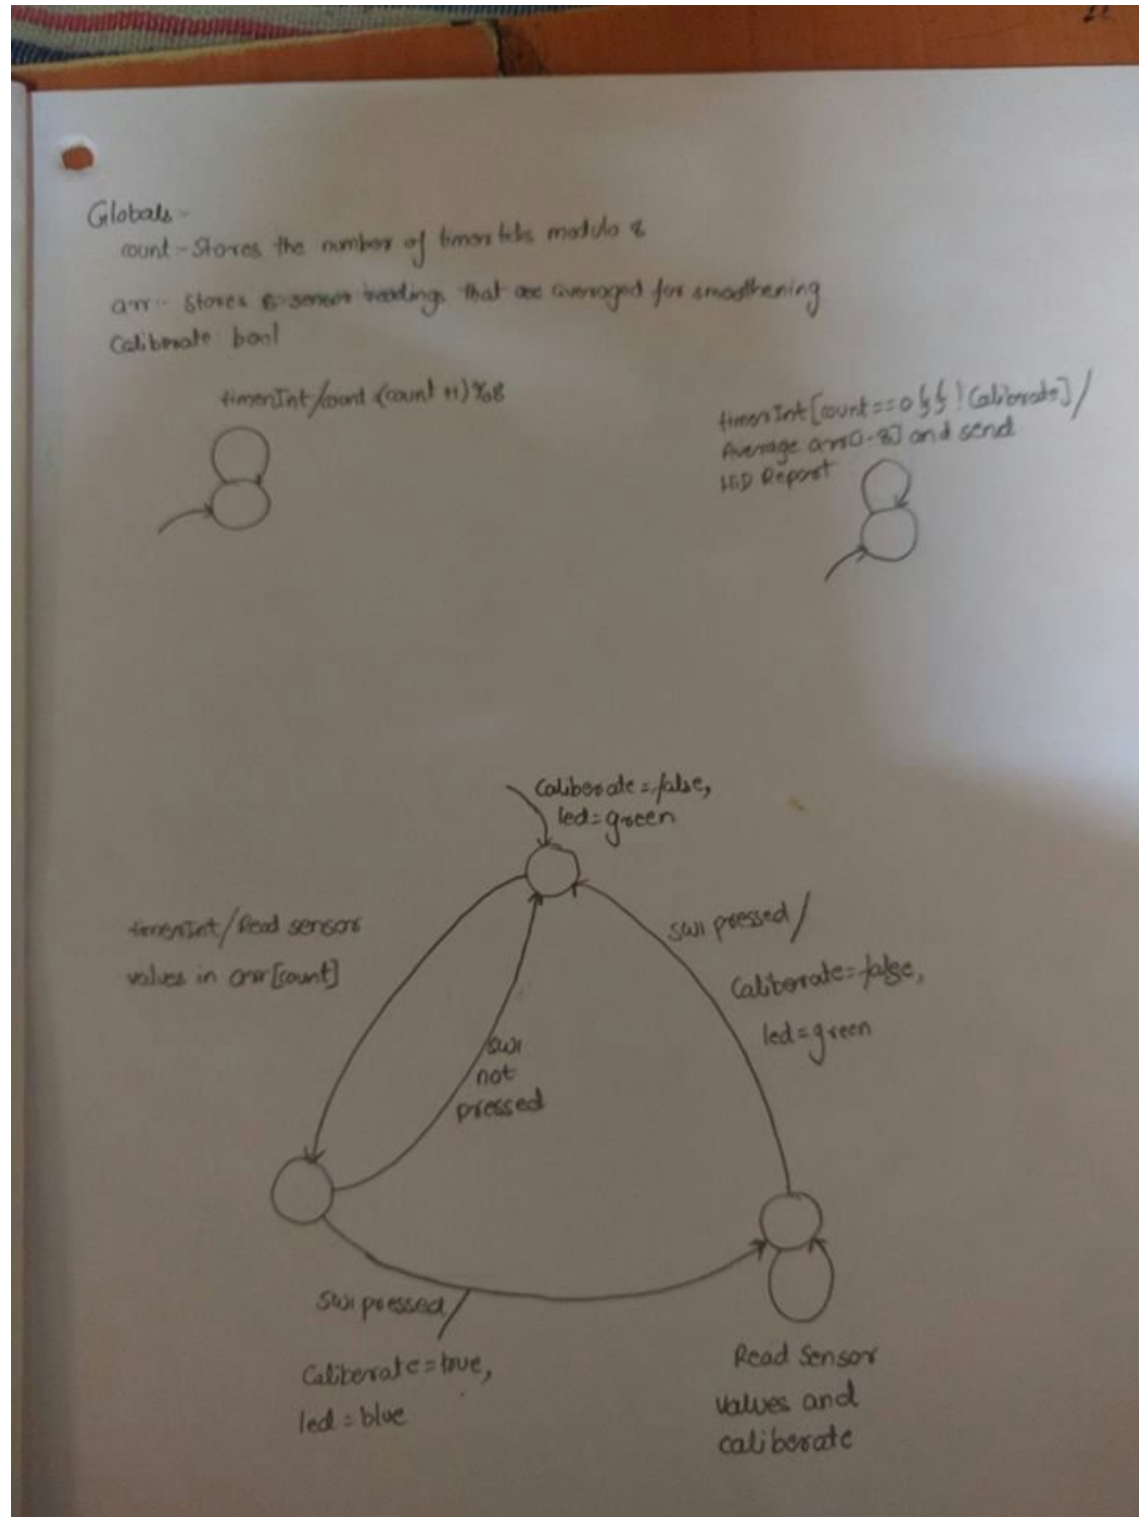 Globals -
count - Stores the number of timer ticks modulo 8
arr - Stores 8 sensor readings that are averaged for smoothening
Caliberate: bool
timerInt/count=(count +1)%8
timerInt[count==0 && !Caliberate]/
Average arr[0-8] and send
HID Report
Caliberate=false,
led=green
timerInt/Read sensor
values in arr[count]
SW1 pressed/
Caliberate=false,
led=green
SW1
not
pressed
SW1 pressed/
Caliberate=true,
led=blue
Read Sensor
values and
caliberate